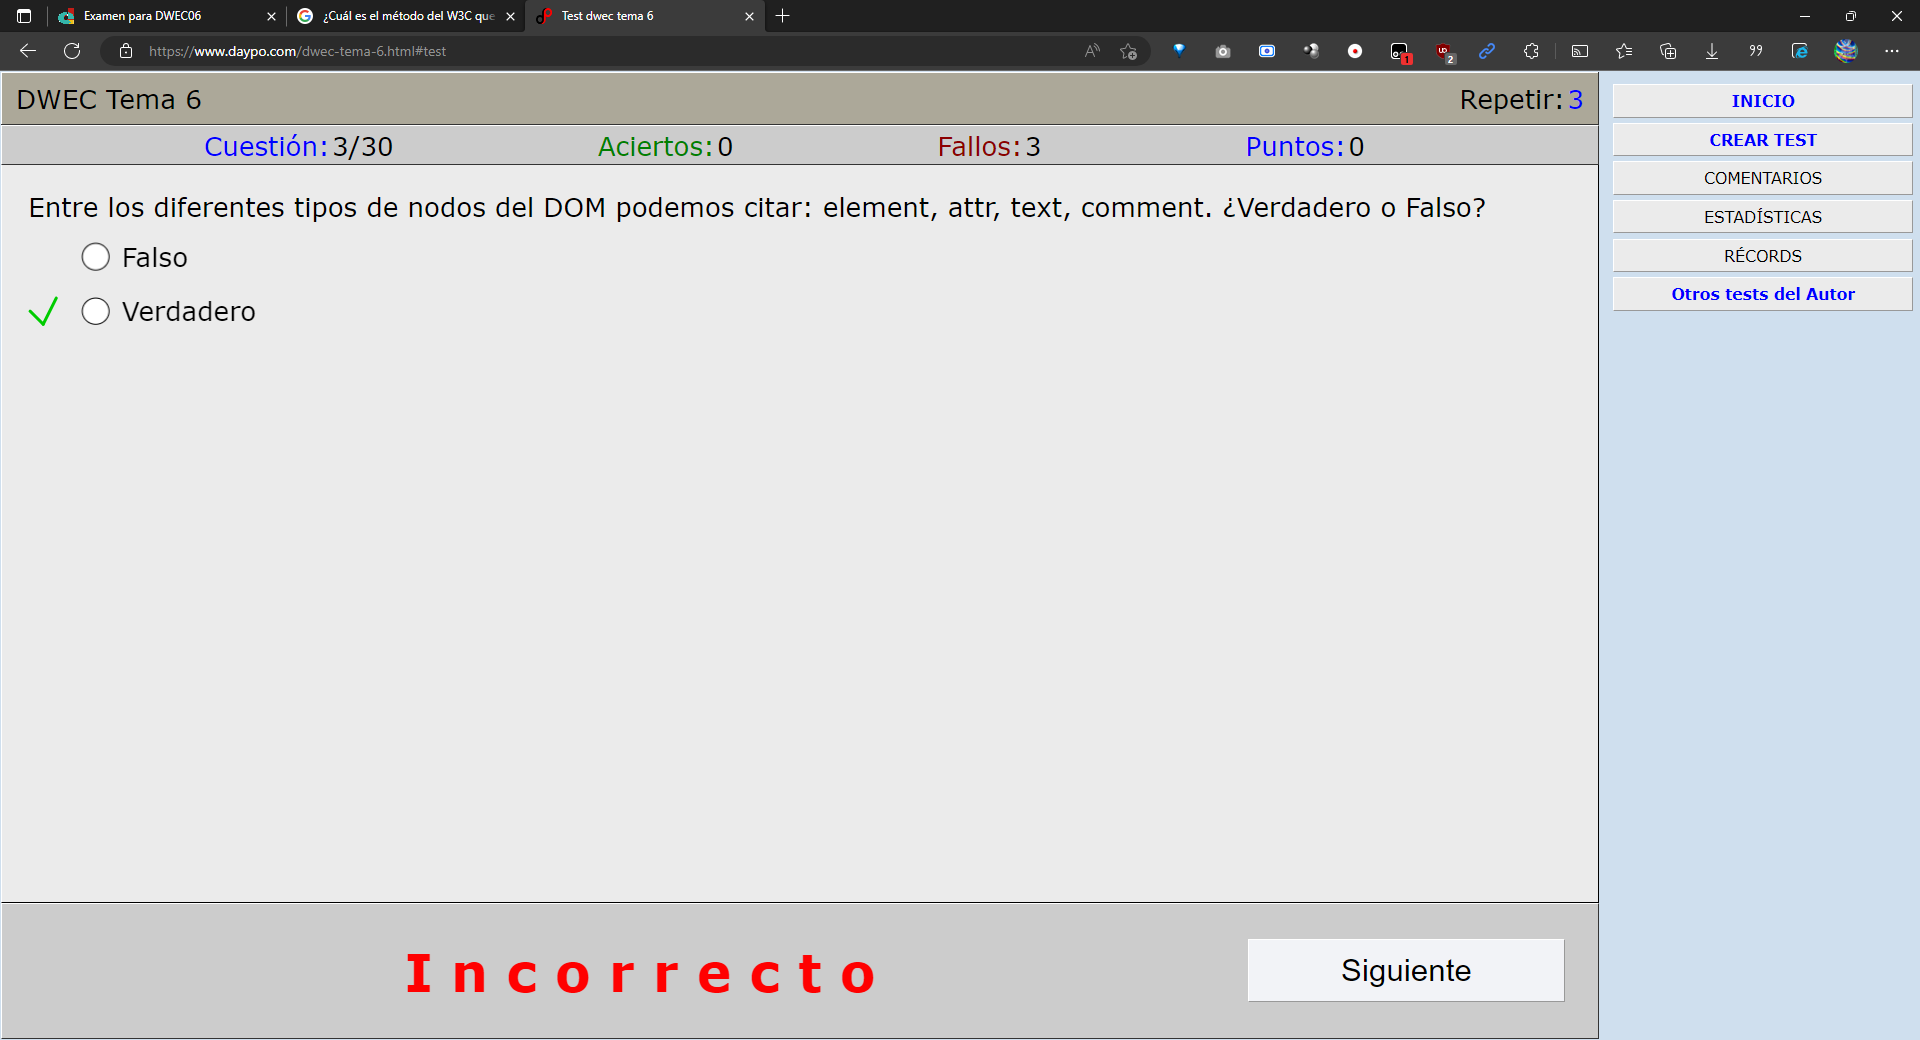 Examen para DWEC06
¿Cuál es el método del W3C que
Test dwec tema 6
https://www.daypo.com/dwec-tema-6.html#test
1
2
DWEC Tema 6
Repetir: 3
Cuestión: 3/30
Aciertos: 0
Fallos: 3
Puntos: 0
Entre los diferentes tipos de nodos del DOM podemos citar: element, attr, text, comment. ¿Verdadero o Falso?
Falso
Verdadero
Incorrecto
Siguiente
INICIO
CREAR TEST
COMENTARIOS
ESTADÍSTICAS
RÉCORDS
Otros tests del Autor